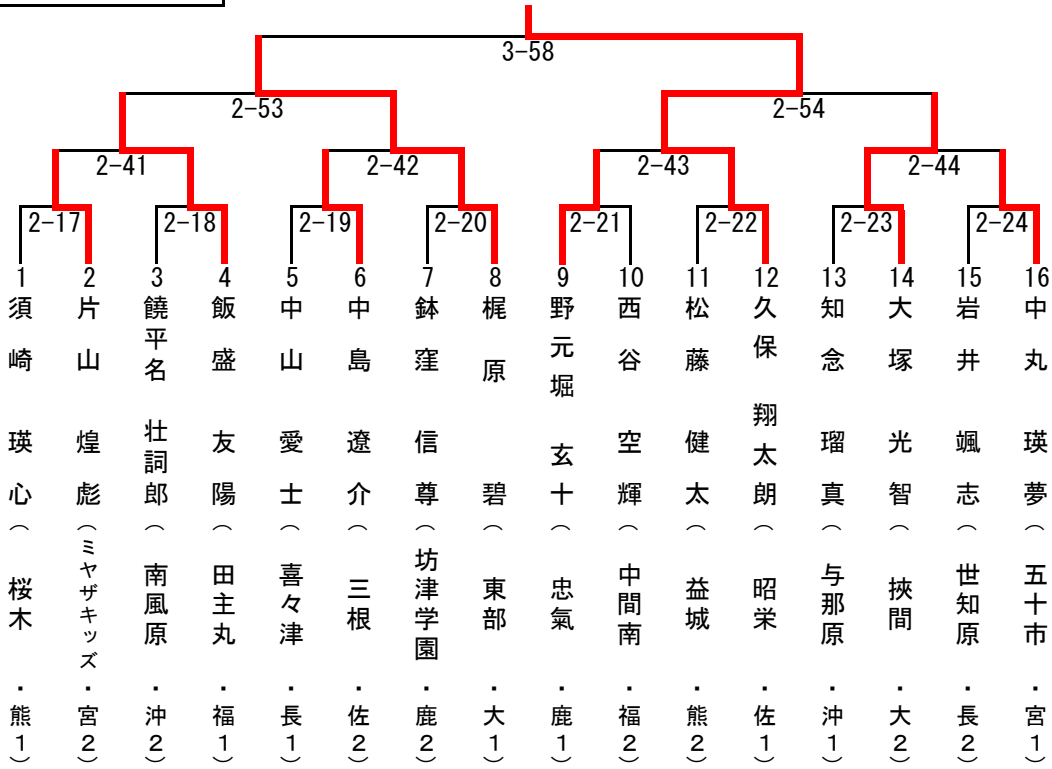 3-58
2-53
2-54
2-41
2-42
2-43
2-44
2-17
2-18
2-19
2-20
2-21
2-22
2-23
2-24
1
須崎 瑛心（桜木・熊1）
2
片山 煌彪（ミヤザキッズ・宮2）
3
饒平名 壮詞郎（南風原・沖2）
4
飯盛 友陽（田主丸・福1）
5
中山 愛士（喜々津・長1）
6
中島 遼介（三根・佐2）
7
鉢窪 信尊（坊津学園・鹿2）
8
梶原 碧（東部・大1）
9
野元堀 玄十（忠氣・鹿1）
10
西谷 空輝（中間南・福2）
11
松藤 健太（益城・熊2）
12
久保 翔太朗（昭栄・佐1）
13
知念 瑠真（与那原・沖1）
14
大塚 光智（挾間・大2）
15
岩井 颯志（世知原・長2）
16
中丸 瑛夢（五十市・宮1）